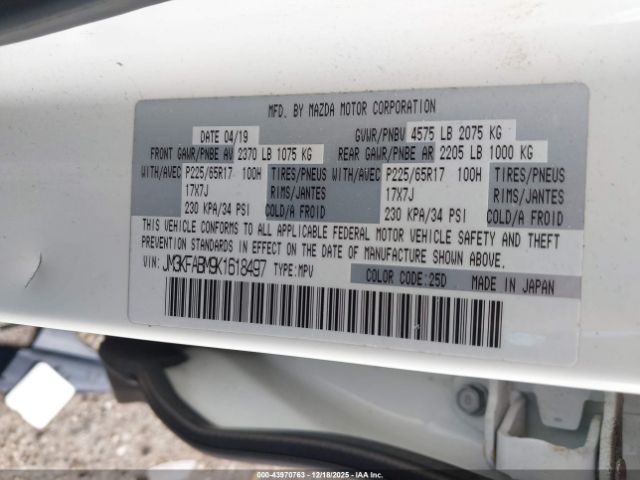 MFD. BY MAZDA MOTOR CORPORATION
DATE 04/19 GVWR/PNBV 4575 LB 2075 KG
FRONT GAWR/PNBE AV 2370 LB 1075 KG REAR GAWR/PNBE AR 2205 LB 1000 KG
WITH/AVEC P225/65R17 100H TIRES/PNEUS WITH/AVEC P225/65R17 100H TIRES/PNEUS
17X7J RIMS/JANTES 17X7J RIMS/JANTES
230 KPA/34 PSI COLD/A FROID 230 KPA/34 PSI COLD/A FROID
THIS VEHICLE CONFORMS TO ALL APPLICABLE FEDERAL MOTOR VEHICLE SAFETY AND THEFT
PREVENTION STANDARDS IN EFFECT ON THE DATE OF MANUFACTURE SHOWN ABOVE.
VIN: JM3KFABM9K1618497 TYPE:MPV COLOR CODE:25D MADE IN JAPAN
000-43970763 - 12/18/2025 - IAA Inc.